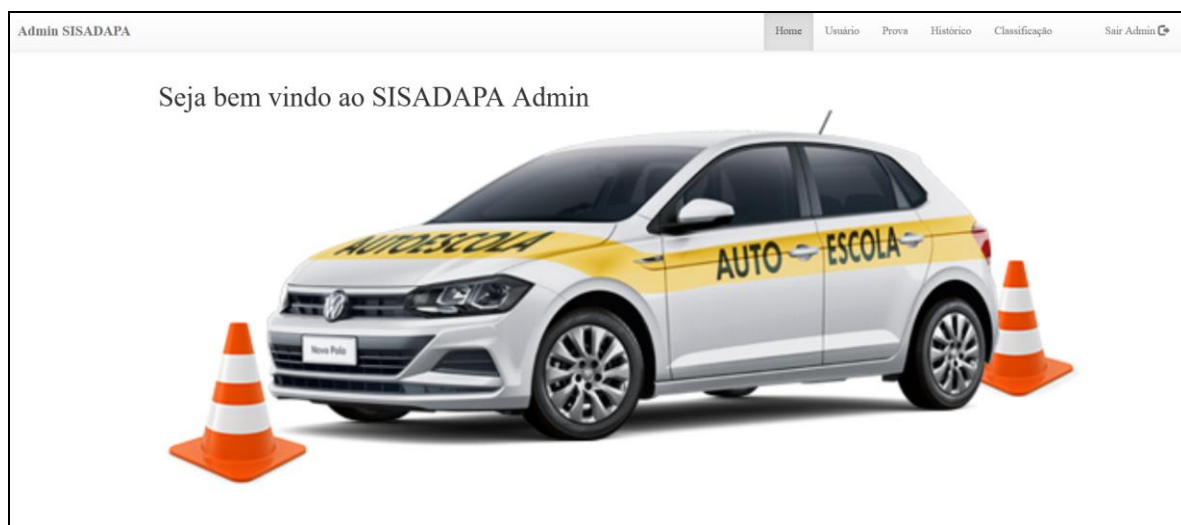 Admin SISADAPA
Home Usuário Prova Histórico Classificação Sair Admin
Seja bem vindo ao SISADAPA Admin
AUTOESCOLA
AUTO ESCOLA
Novo Polo